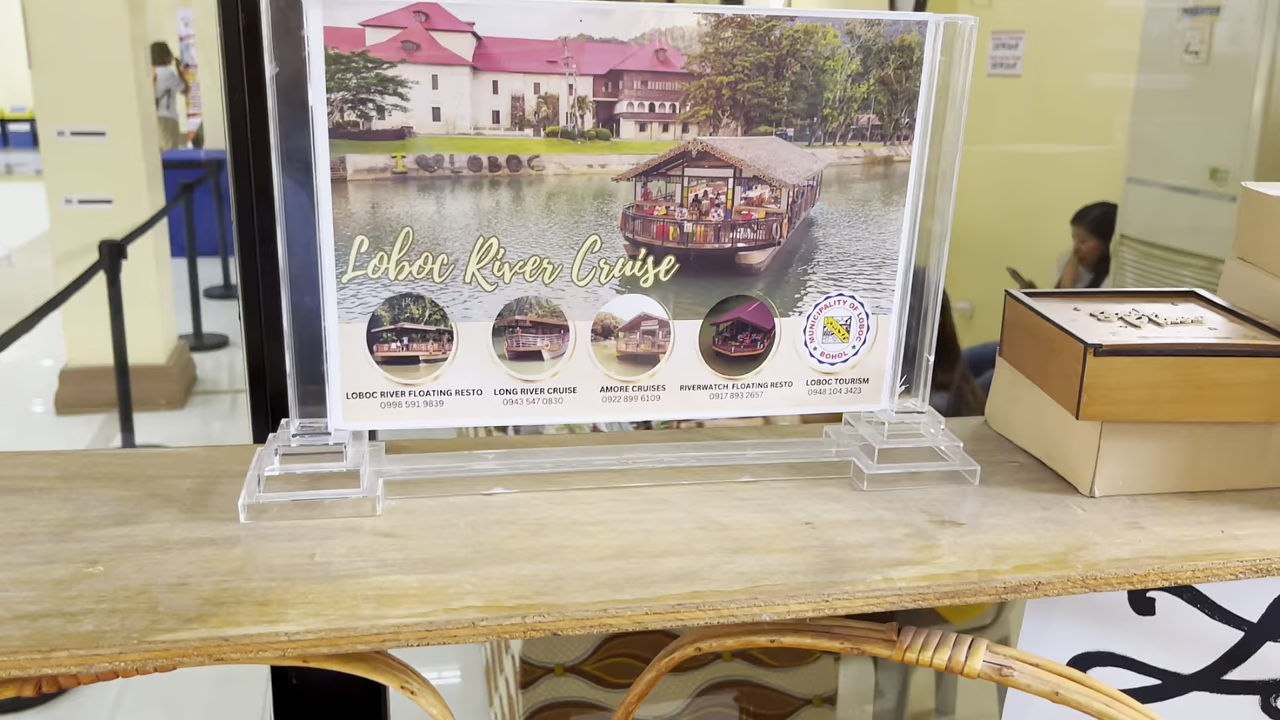 I LOBOC
Loboc River Cruise
LOBOC RIVER FLOATING RESTO
0998 591 9839
LONG RIVER CRUISE
0943 547 0830
AMORE CRUISES
0922 899 6109
RIVERWATCH FLOATING RESTO
0917 893 2657
MUNICIPALITY OF LOBOC
BOHOL
LOBOC TOURISM
0948 104 3423